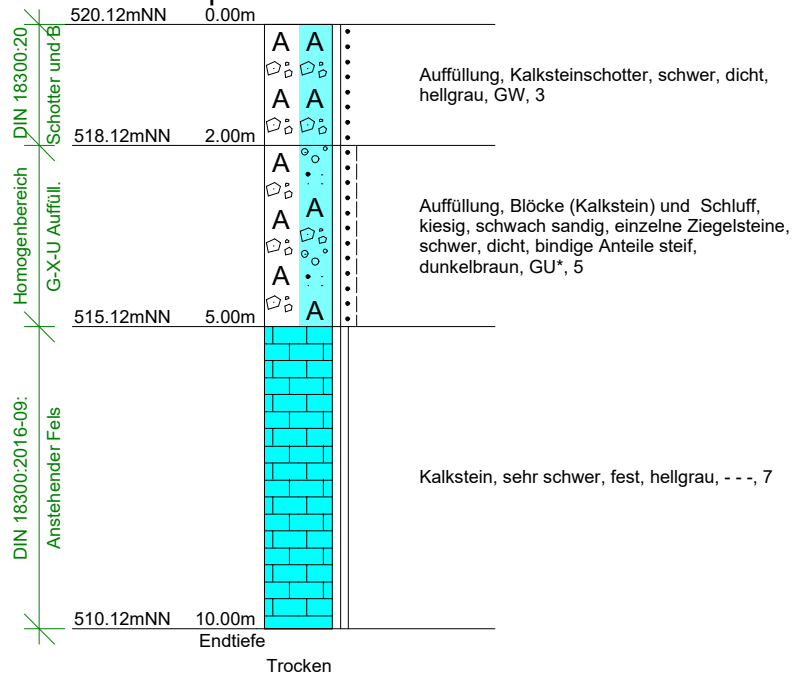 520.12mNN 0.00m
A A
A A
Auffüllung, Kalksteinschotter, schwer, dicht,
hellgrau, GW, 3
DIN 18300:20
Schotter und B
518.12mNN 2.00m
A
A
A
A
A
Auffüllung, Blöcke (Kalkstein) und Schluff,
kiesig, schwach sandig, einzelne Ziegelsteine,
schwer, dicht, bindige Anteile steif,
dunkelbraun, GU*, 5
Homogenbereich
G-X-U Auffüll.
515.12mNN 5.00m
DIN 18300:2016-09:
Anstehender Fels
Kalkstein, sehr schwer, fest, hellgrau, - - -, 7
510.12mNN 10.00m
Endtiefe
Trocken